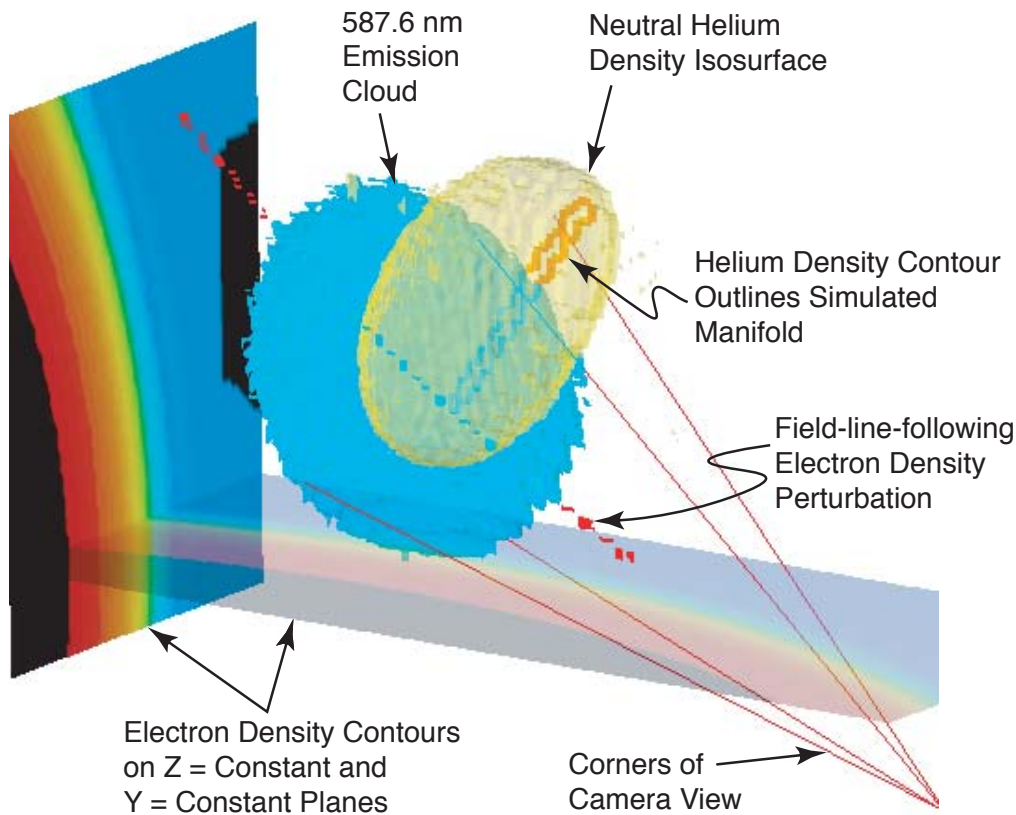 587.6 nm
Emission
Cloud
Neutral Helium
Density Isosurface
Helium Density Contour
Outlines Simulated
Manifold
Field-line-following
Electron Density
Perturbation
Electron Density Contours
on Z = Constant and
Y = Constant Planes
Corners of
Camera View